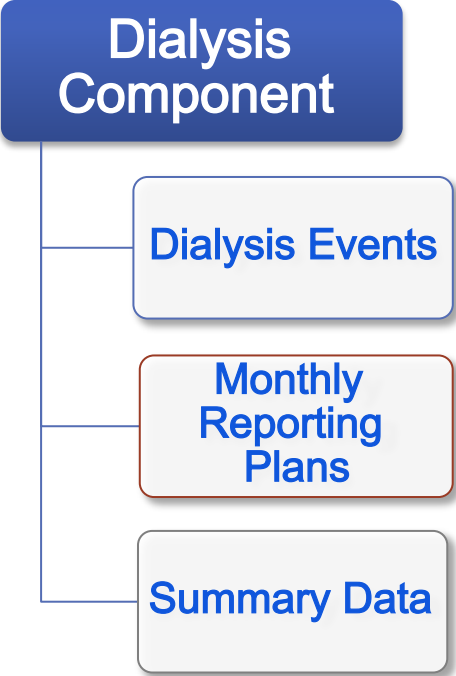 Dialysis
Component
Dialysis Events
Monthly
Reporting
Plans
Summary Data